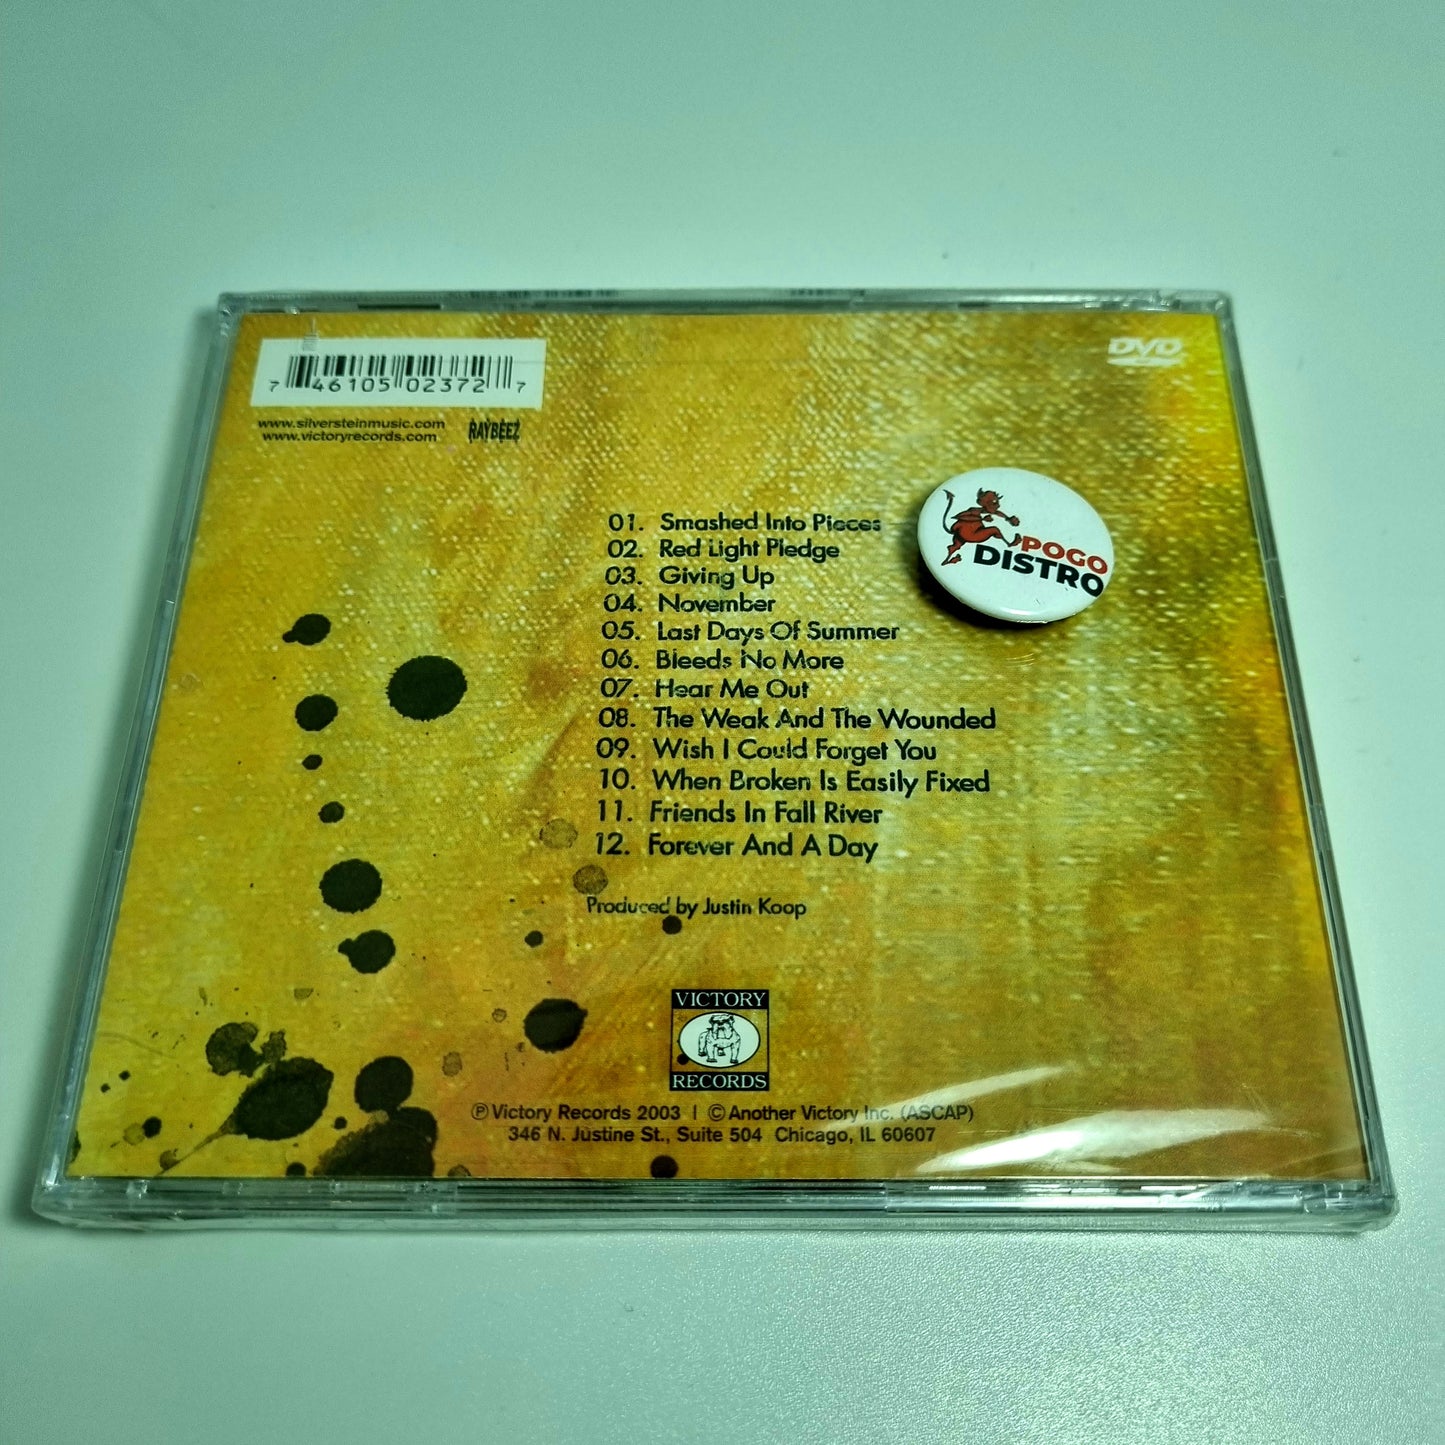 7 46105 02372 7
www.silversteinmusic.com
www.victoryrecords.com
RAYBEEZ
DVD
POGO
DISTRO
01. Smashed Into Pieces
02. Red Light Pledge
03. Giving Up
04. November
05. Last Days Of Summer
06. Bleeds No More
07. Hear Me Out
08. The Weak And The Wounded
09. Wish I Could Forget You
10. When Broken Is Easily Fixed
11. Friends In Fall River
12. Forever And A Day
Produced by Justin Koop
VICTORY
RECORDS
℗ Victory Records 2003 | © Another Victory Inc. (ASCAP)
346 N. Justine St., Suite 504 Chicago, IL 60607